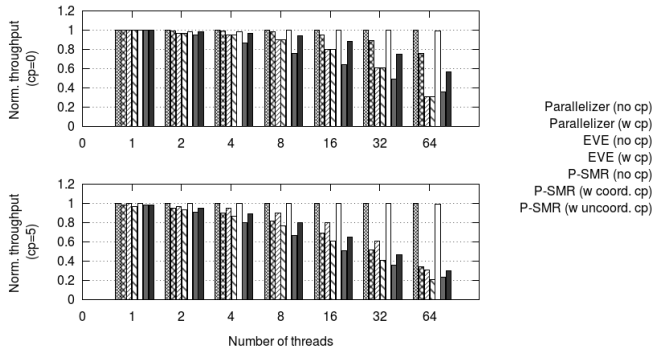 Norm. throughput
(cp=0)
1.2
1
0.8
0.6
0.4
0.2
0
0 1 2 4 8 16 32 64
Norm. throughput
(cp=5)
1.2
1
0.8
0.6
0.4
0.2
0
0 1 2 4 8 16 32 64
Number of threads
Parallelizer (no cp)
Parallelizer (w cp)
EVE (no cp)
EVE (w cp)
P-SMR (no cp)
P-SMR (w coord. cp)
P-SMR (w uncoord. cp)